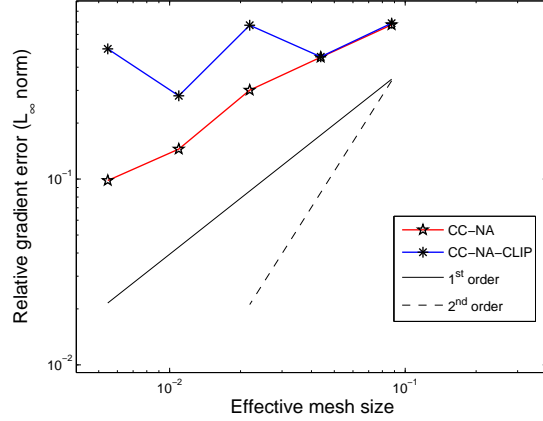 Relative gradient error (L∞ norm)
10⁻¹
10⁻²
10⁻²
10⁻¹
Effective mesh size
CC−NA
CC−NA−CLIP
1ˢᵗ order
2ⁿᵈ order